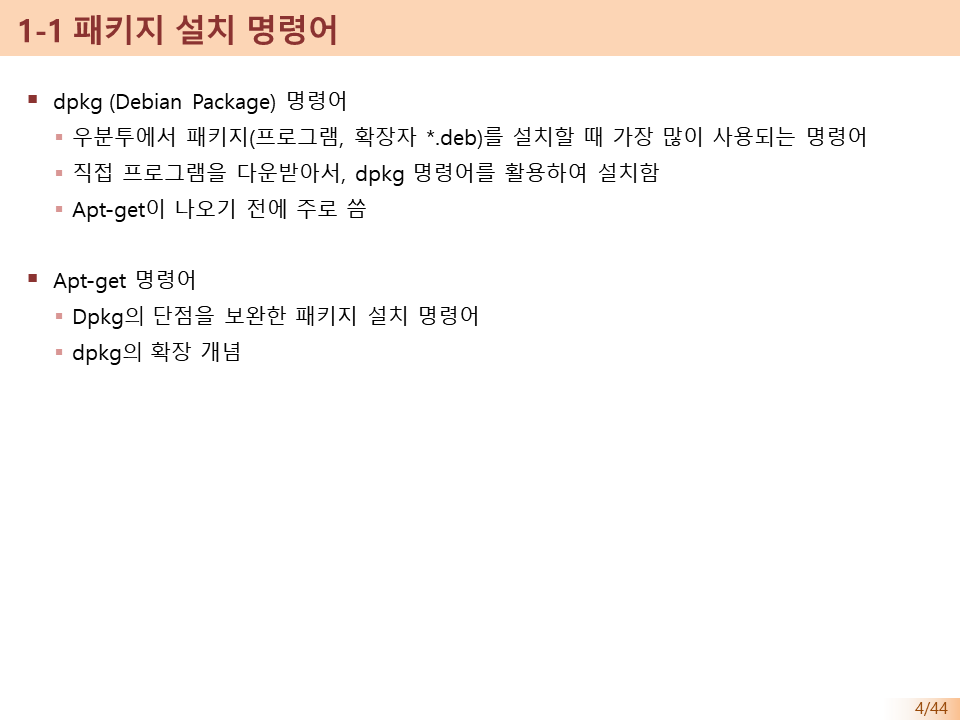 1-1 패키지 설치 명령어
dpkg (Debian Package) 명령어
우분투에서 패키지(프로그램, 확장자 *.deb)를 설치할 때 가장 많이 사용되는 명령어
직접 프로그램을 다운받아서, dpkg 명령어를 활용하여 설치함
Apt-get이 나오기 전에 주로 씀
Apt-get 명령어
Dpkg의 단점을 보완한 패키지 설치 명령어
dpkg의 확장 개념
4/44